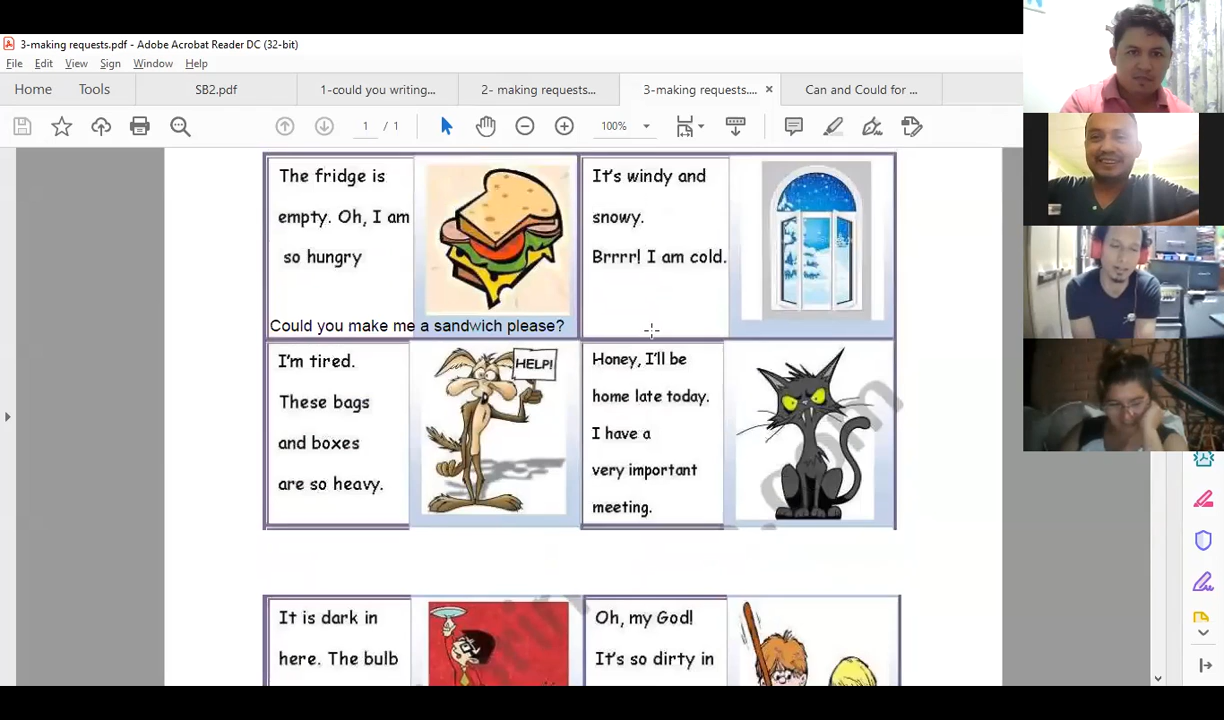 3-making requests.pdf - Adobe Acrobat Reader DC (32-bit)
File Edit View Sign Window Help
Home Tools SB2.pdf 1-could you writing... 2- making requests... 3-making requests.... × Can and Could for ...
1 / 1 100%
The fridge is
empty. Oh, I am
so hungry
Could you make me a sandwich please?
It's windy and
snowy.
Brrrr! I am cold.
I'm tired.
These bags
and boxes
are so heavy.
HELP!
Honey, I'll be
home late today.
I have a
very important
meeting.
It is dark in
here. The bulb
Oh, my God!
It's so dirty in